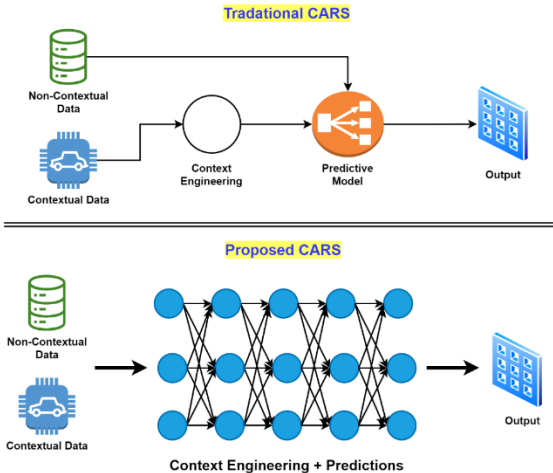 Tradational CARS
Non-Contextual
Data
Contextual Data
Context
Engineering
Predictive
Model
Output
Proposed CARS
Non-Contextual
Data
Contextual Data
Context Engineering + Predictions
Output